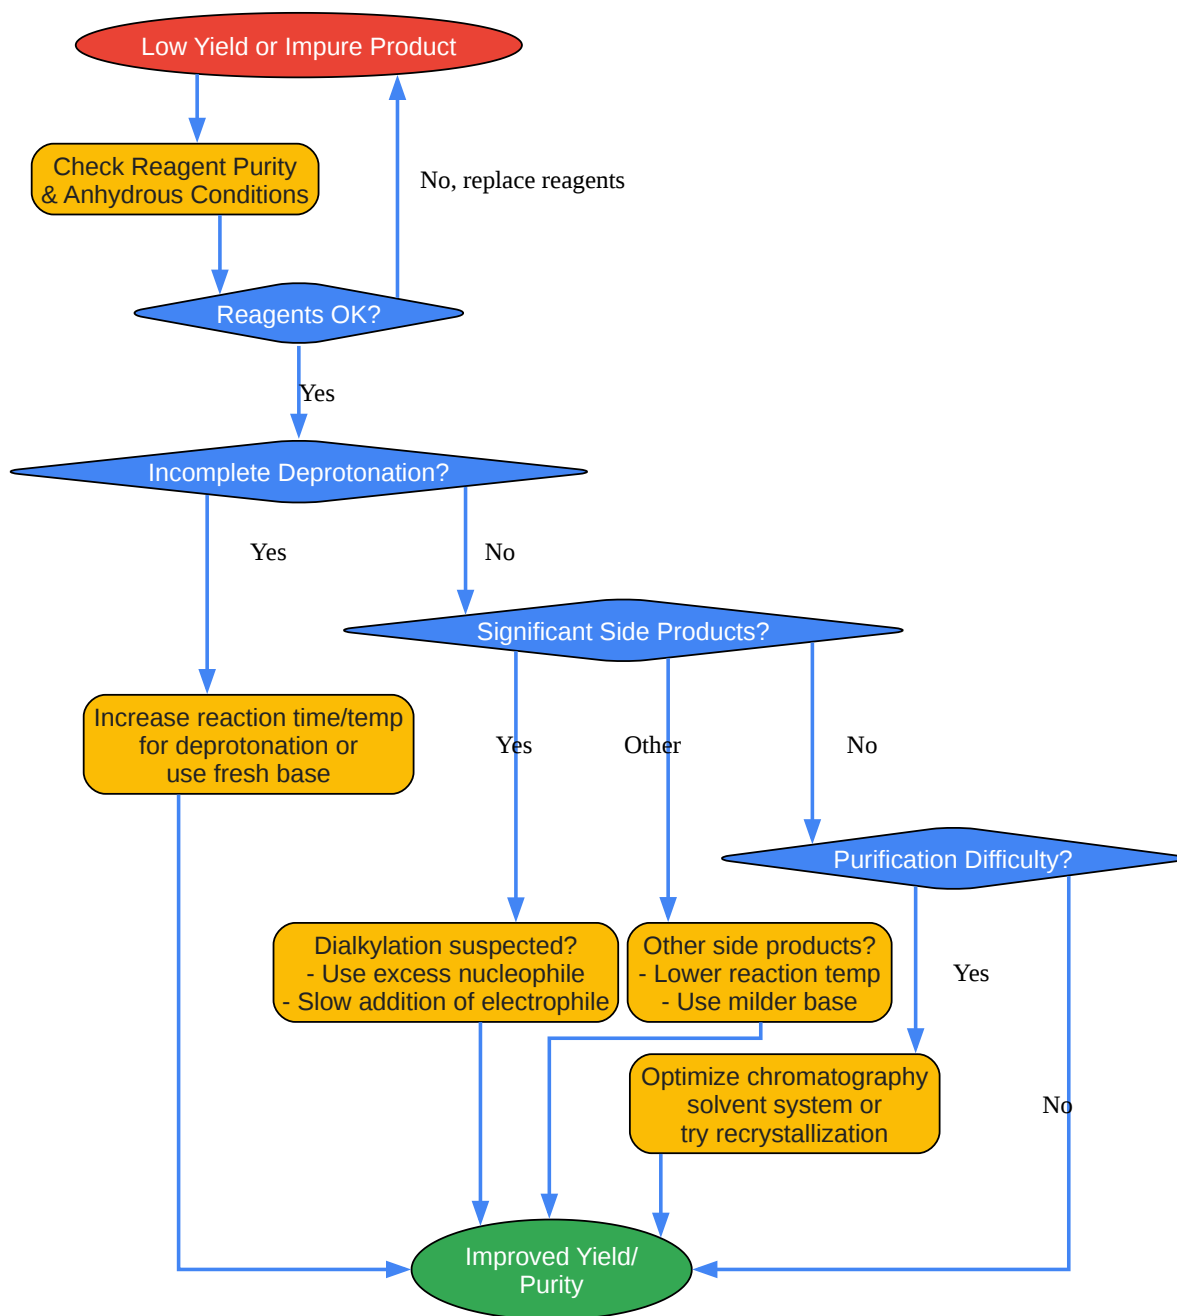 Low Yield or Impure Product
Check Reagent Purity
& Anhydrous Conditions
No, replace reagents
Reagents OK?
Yes
Incomplete Deprotonation?
Yes
No
Significant Side Products?
Increase reaction time/temp
for deprotonation or
use fresh base
Yes
Other
No
Purification Difficulty?
Dialkylation suspected?
- Use excess nucleophile
- Slow addition of electrophile
Other side products?
- Lower reaction temp
- Use milder base
Yes
Optimize chromatography
solvent system or
try recrystallization
No
Improved Yield/
Purity